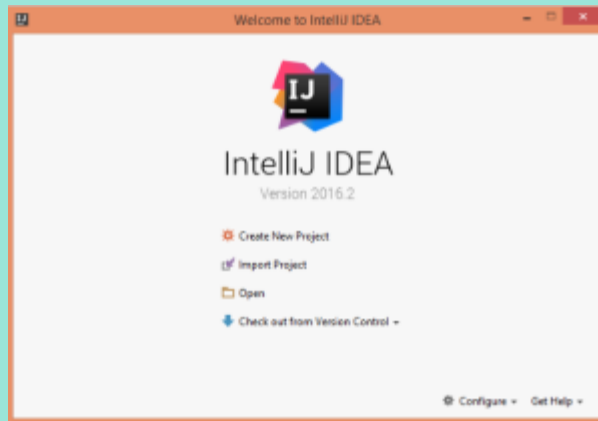 Welcome to IntelliJ IDEA
IJ
IntelliJ IDEA
Version 2016.2
Create New Project
Import Project
Open
Check out from Version Control
Configure Get Help